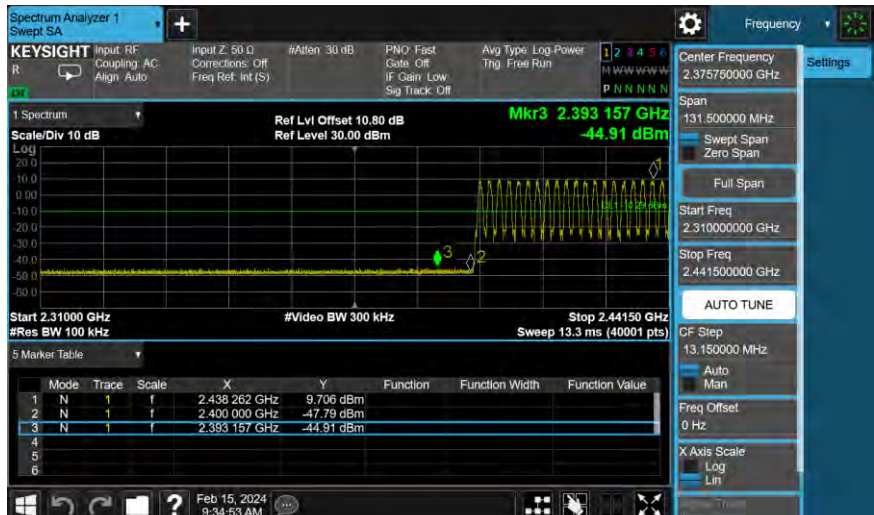 Spectrum Analyzer 1
Swept SA
+
Frequency
KEYSIGHT
R
Input: RF
Coupling: AC
Align: Auto
Input Z: 50 Ω
Corrections: Off
Freq Ref: Int (S)
#Atten: 30 dB
PNO: Fast
Gate: Off
IF Gain: Low
Sig Track: Off
Avg Type: Log-Power
Trig: Free Run
1 2 3 4 5 6
M W W W W W
P N N N N N
1 Spectrum
Scale/Div 10 dB
Ref Lvl Offset 10.80 dB
Ref Level 30.00 dBm
Mkr3 2.393 157 GHz
-44.91 dBm
Log
20.0
10.0
0.00
-10.0
-20.0
-30.0
-40.0
-50.0
-60.0
1
2
3
Start 2.31000 GHz
#Res BW 100 kHz
#Video BW 300 kHz
Stop 2.44150 GHz
Sweep 13.3 ms (40001 pts)
5 Marker Table
Mode Trace Scale X Y Function Function Width Function Value
1 N 1 f 2.438 262 GHz 9.706 dBm
2 N 1 f 2.400 000 GHz -47.79 dBm
3 N 1 f 2.393 157 GHz -44.91 dBm
4
5
6
Feb 15, 2024
9:34:53 AM
?
Center Frequency
2.375750000 GHz
Settings
Span
131.500000 MHz
Swept Span
Zero Span
Full Span
Start Freq
2.310000000 GHz
Stop Freq
2.441500000 GHz
AUTO TUNE
CF Step
13.150000 MHz
Auto
Man
Freq Offset
0 Hz
X Axis Scale
Log
Lin